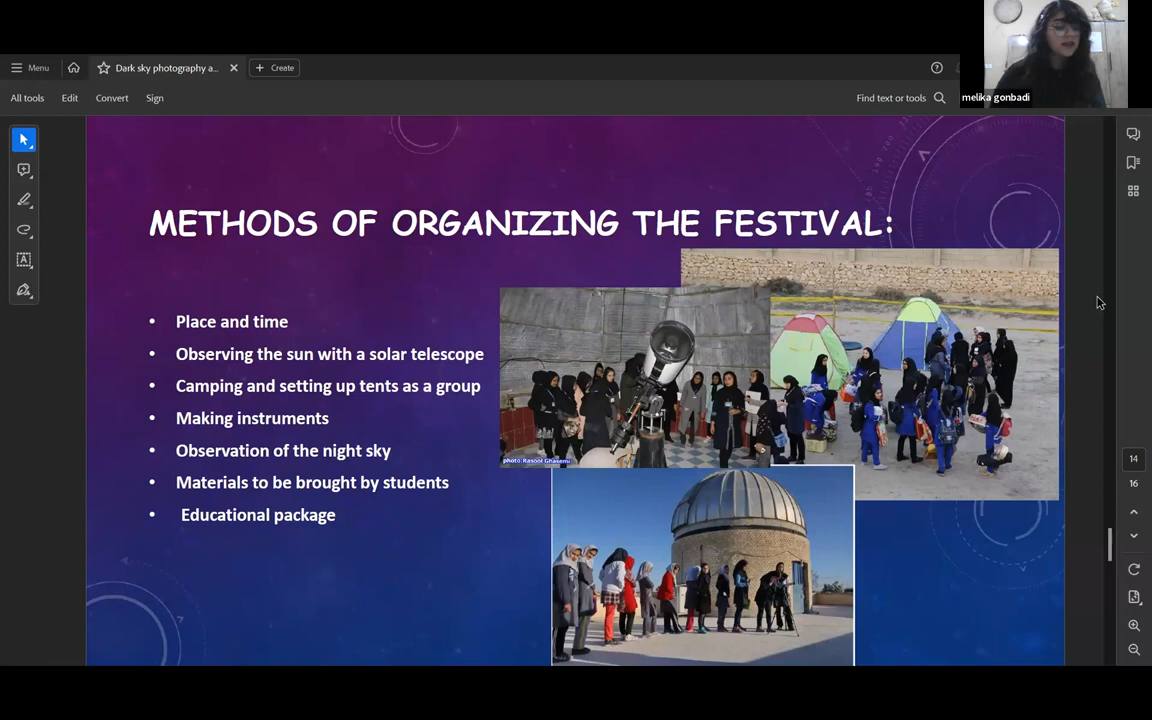 Menu
Dark sky photography a...
Create
All tools
Edit
Convert
Sign
Find text or tools
melika gonbadi
METHODS OF ORGANIZING THE FESTIVAL:
• Place and time
• Observing the sun with a solar telescope
• Camping and setting up tents as a group
• Making instruments
• Observation of the night sky
• Materials to be brought by students
• Educational package
photo: Rasool Ghasemi
14
16